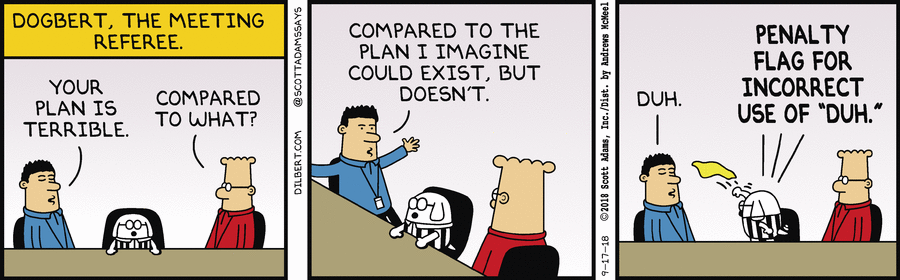 DOGBERT, THE MEETING
REFEREE.
YOUR
PLAN IS
TERRIBLE.
COMPARED
TO WHAT?
DILBERT.COM @SCOTTADAMSSAYS
COMPARED TO THE
PLAN I IMAGINE
COULD EXIST, BUT
DOESN'T.
9-17-18 ©2018 Scott Adams, Inc./Dist. by Andrews McMeel
DUH.
PENALTY
FLAG FOR
INCORRECT
USE OF "DUH."